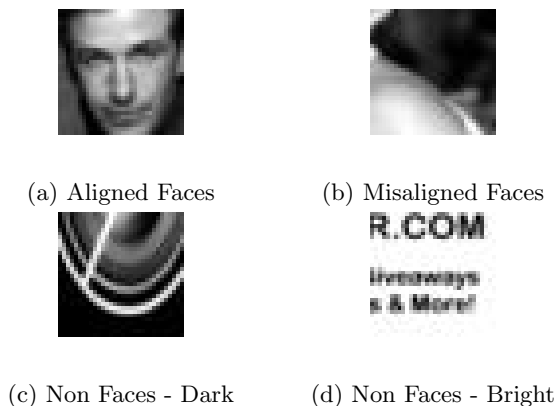 (a) Aligned Faces
(b) Misaligned Faces
R.COM
iveaways
s & More!
(c) Non Faces - Dark
(d) Non Faces - Bright